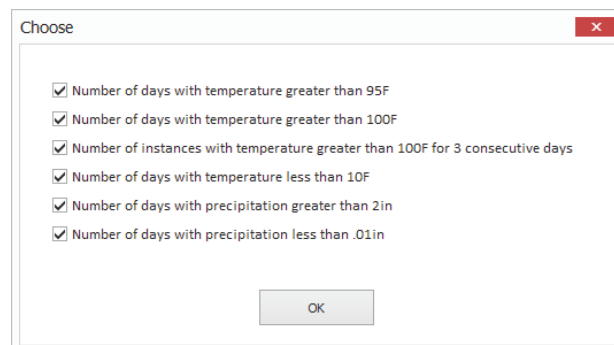 Choose
Number of days with temperature greater than 95F
Number of days with temperature greater than 100F
Number of instances with temperature greater than 100F for 3 consecutive days
Number of days with temperature less than 10F
Number of days with precipitation greater than 2in
Number of days with precipitation less than .01in
OK